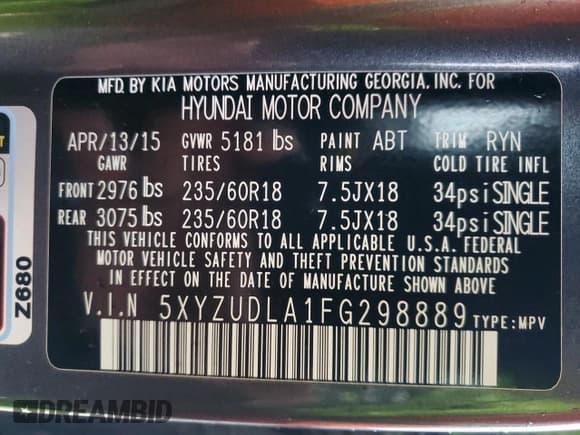 MFD. BY KIA MOTORS MANUFACTURING GEORGIA, INC. FOR
HYUNDAI MOTOR COMPANY
APR/13/15 GVWR 5181 lbs PAINT ABT TRIM RYN
GAWR TIRES RIMS COLD TIRE INFL
FRONT 2976 lbs 235/60R18 7.5JX18 34psi SINGLE
REAR 3075 lbs 235/60R18 7.5JX18 34psi SINGLE
THIS VEHICLE CONFORMS TO ALL APPLICABLE U.S.A. FEDERAL
MOTOR VEHICLE SAFETY AND THEFT PREVENTION STANDARDS
IN EFFECT ON THE DATE OF MANUFACTURE SHOWN ABOVE.
V.I.N 5XYZUDLA1FG298889 TYPE: MPV
Z680
DREAMBID